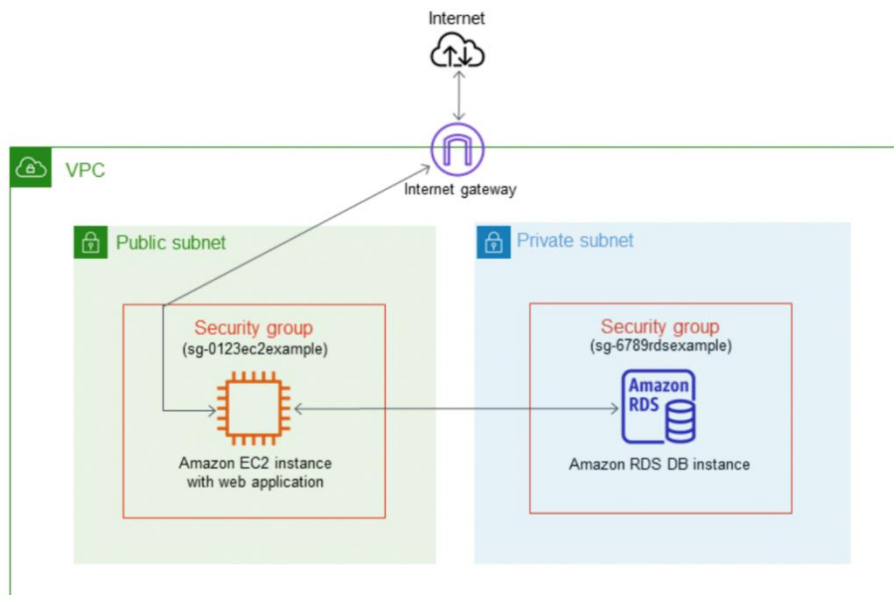 Internet
Internet gateway
VPC
Public subnet
Security group
(sg-0123ec2example)
Amazon EC2 instance
with web application
Private subnet
Security group
(sg-6789rdsexample)
Amazon
RDS
Amazon RDS DB instance